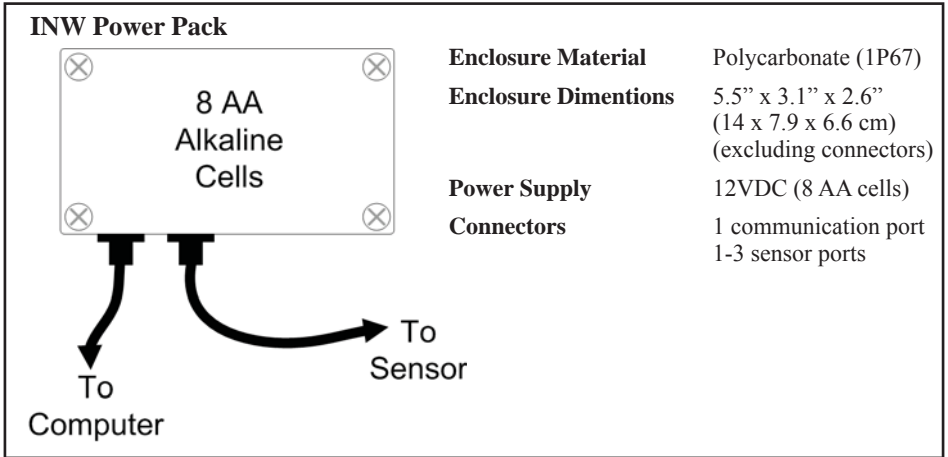 INW Power Pack
8 AA
Alkaline
Cells
To
Computer
To
Sensor
Enclosure Material Polycarbonate (1P67)
Enclosure Dimentions 5.5” x 3.1” x 2.6”
(14 x 7.9 x 6.6 cm)
(excluding connectors)
Power Supply 12VDC (8 AA cells)
Connectors 1 communication port
1-3 sensor ports